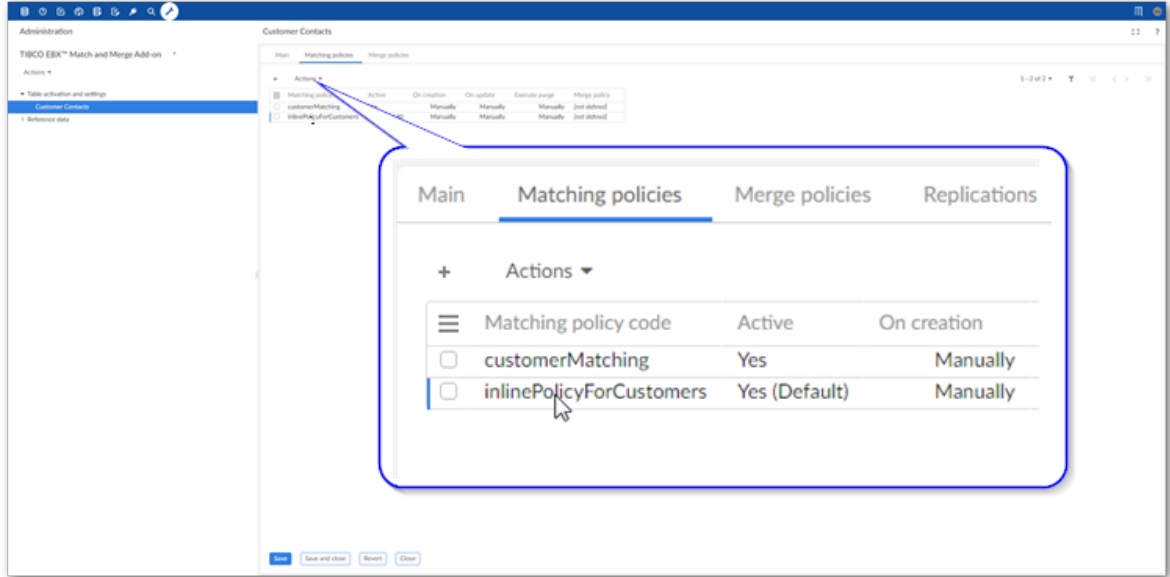 Administration
Customer Contacts
?
TIBCO EBX™ Match and Merge Add-on
Actions
Table activation and settings
Customer Contacts
Reference data
Main Matching policies Merge policies
+ Actions
1 - 2 of 2
Matching policy Active On creation On update Execute purge Merge policy
customerMatching Manually Manually Manually [not defined]
inlinePolicyForCustomers Manually Manually Manually [not defined]
Main Matching policies Merge policies Replications
+ Actions
Matching policy code Active On creation
customerMatching Yes Manually
inlinePolicyForCustomers Yes (Default) Manually
Save Save and close Revert Close